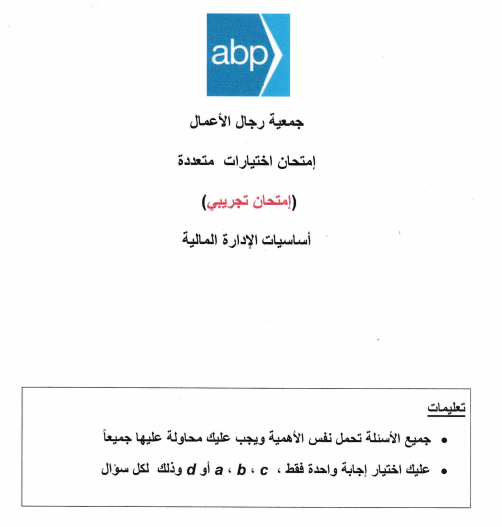 abp
جمعية رجال الأعمال
إمتحان اختيارات متعددة
(إمتحان تجريبي)
أساسيات الإدارة المالية
تعليمات
• جميع الأسئلة تحمل نفس الأهمية ويجب عليك محاولة عليها جميعاً
• عليك اختيار إجابة واحدة فقط ، a ، b ، c أو d وذلك لكل سؤال